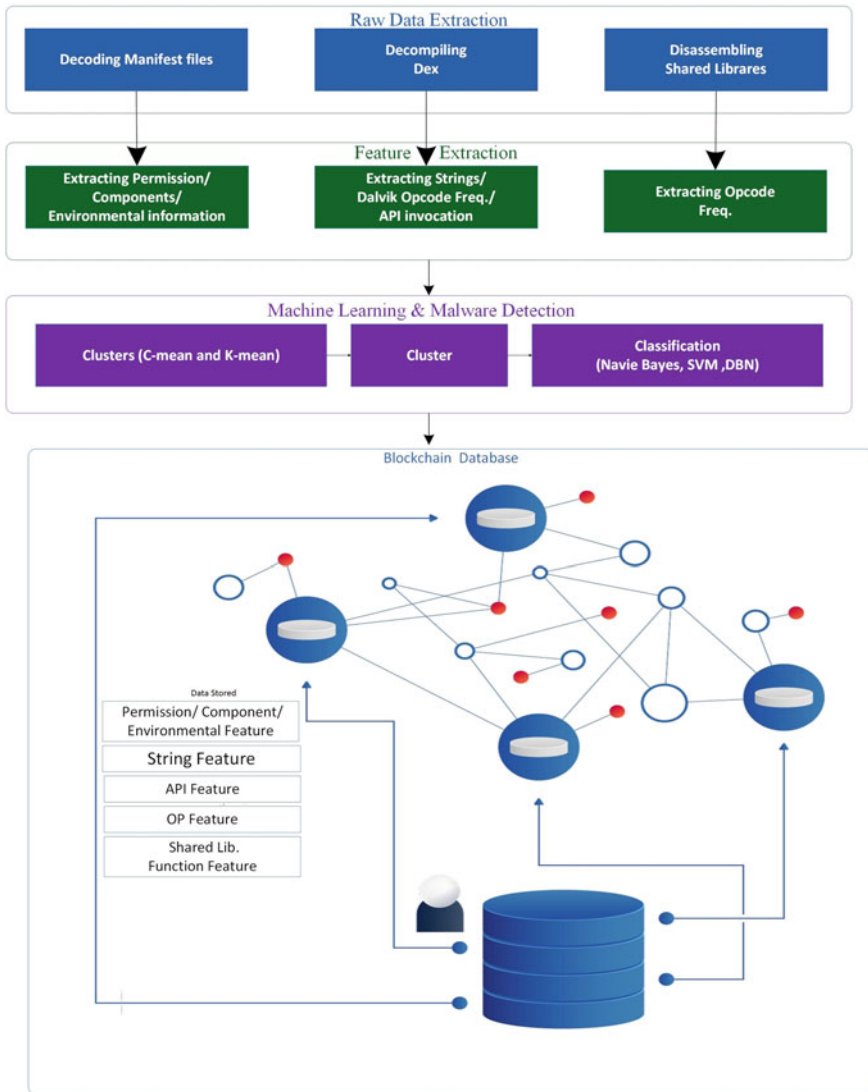 Raw Data Extraction
Decoding Manifest files
Decompiling
Dex
Disassembling
Shared Librares
Feature Extraction
Extracting Permission/
Components/
Environmental information
Extracting Strings/
Dalvik Opcode Freq./
API invocation
Extracting Opcode
Freq.
Machine Learning & Malware Detection
Clusters (C-mean and K-mean)
Cluster
Classification
(Navie Bayes, SVM ,DBN)
Blockchain Database
Data Stored
Permission/ Component/
Environmental Feature
String Feature
API Feature
OP Feature
Shared Lib.
Function Feature